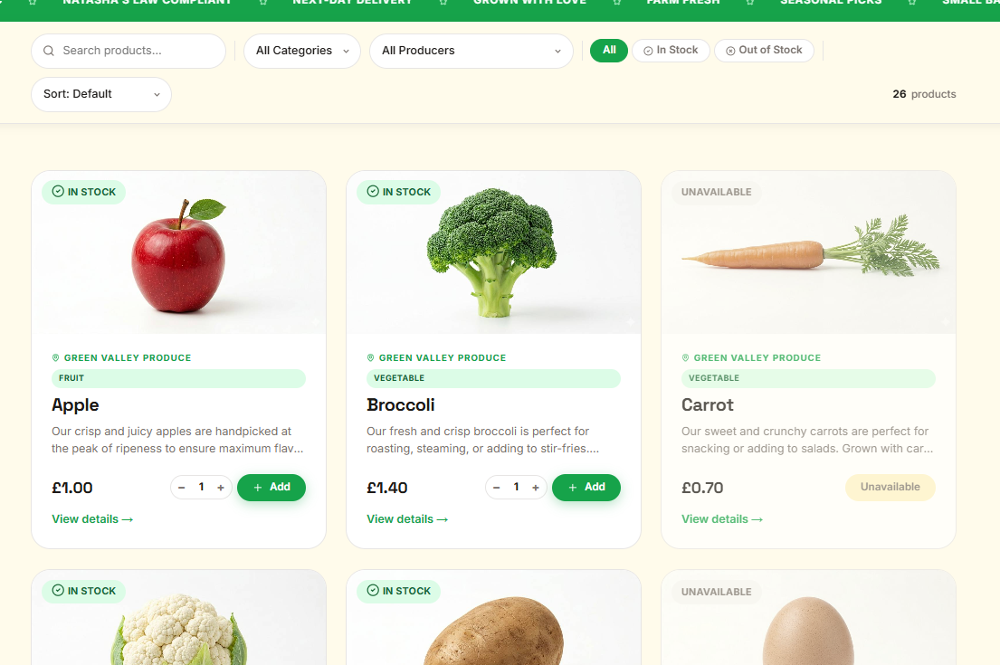 NATASHA'S LAW COMPLIANT NEXT-DAY DELIVERY GROWN WITH LOVE FARM FRESH SEASONAL PICKS SMALL BA
Search products...
All Categories
All Producers
All
In Stock
Out of Stock
Sort: Default
26 products
IN STOCK
GREEN VALLEY PRODUCE
FRUIT
Apple
Our crisp and juicy apples are handpicked at
the peak of ripeness to ensure maximum flav...
£1.00
− 1 +
+ Add
View details →
IN STOCK
GREEN VALLEY PRODUCE
VEGETABLE
Broccoli
Our fresh and crisp broccoli is perfect for
roasting, steaming, or adding to stir-fries....
£1.40
− 1 +
+ Add
View details →
UNAVAILABLE
GREEN VALLEY PRODUCE
VEGETABLE
Carrot
Our sweet and crunchy carrots are perfect for
snacking or adding to salads. Grown with car...
£0.70
Unavailable
View details →
IN STOCK
IN STOCK
UNAVAILABLE